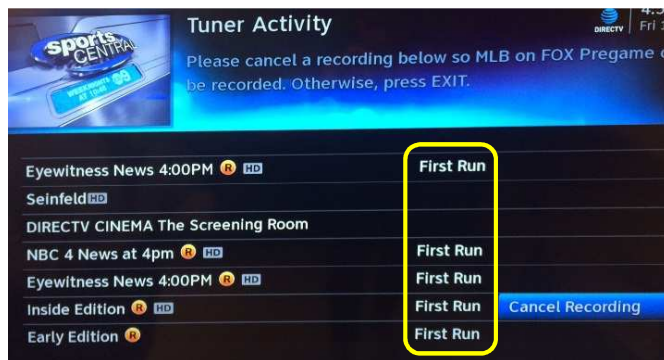 Tuner Activity
DIRECTV
Fri
sports
CENTRAL
Please cancel a recording below so MLB on FOX Pregame
be recorded. Otherwise, press EXIT.
Eyewitness News 4:00PM R HD First Run
Seinfeld HD
DIRECTV CINEMA The Screening Room
NBC 4 News at 4pm R HD First Run
Eyewitness News 4:00PM R HD First Run
Inside Edition R HD First Run Cancel Recording
Early Edition R First Run